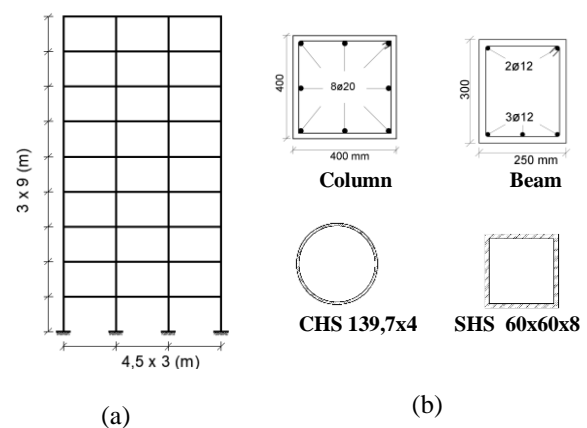 3 x 9 (m)
4,5 x 3 (m)
(a)
400
8ø20
400 mm
Column
300
2ø12
3ø12
250 mm
Beam
CHS 139,7x4
SHS 60x60x8
(b)